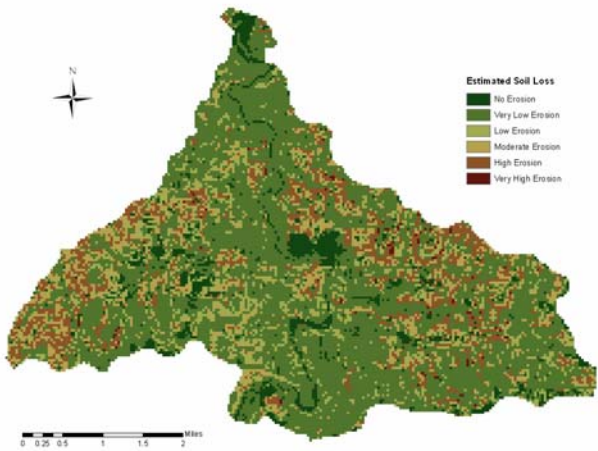 N
Estimated Soil Loss
No Erosion
Very Low Erosion
Low Erosion
Moderate Erosion
High Erosion
Very High Erosion
Miles
0 0.25 0.5 1 1.5 2